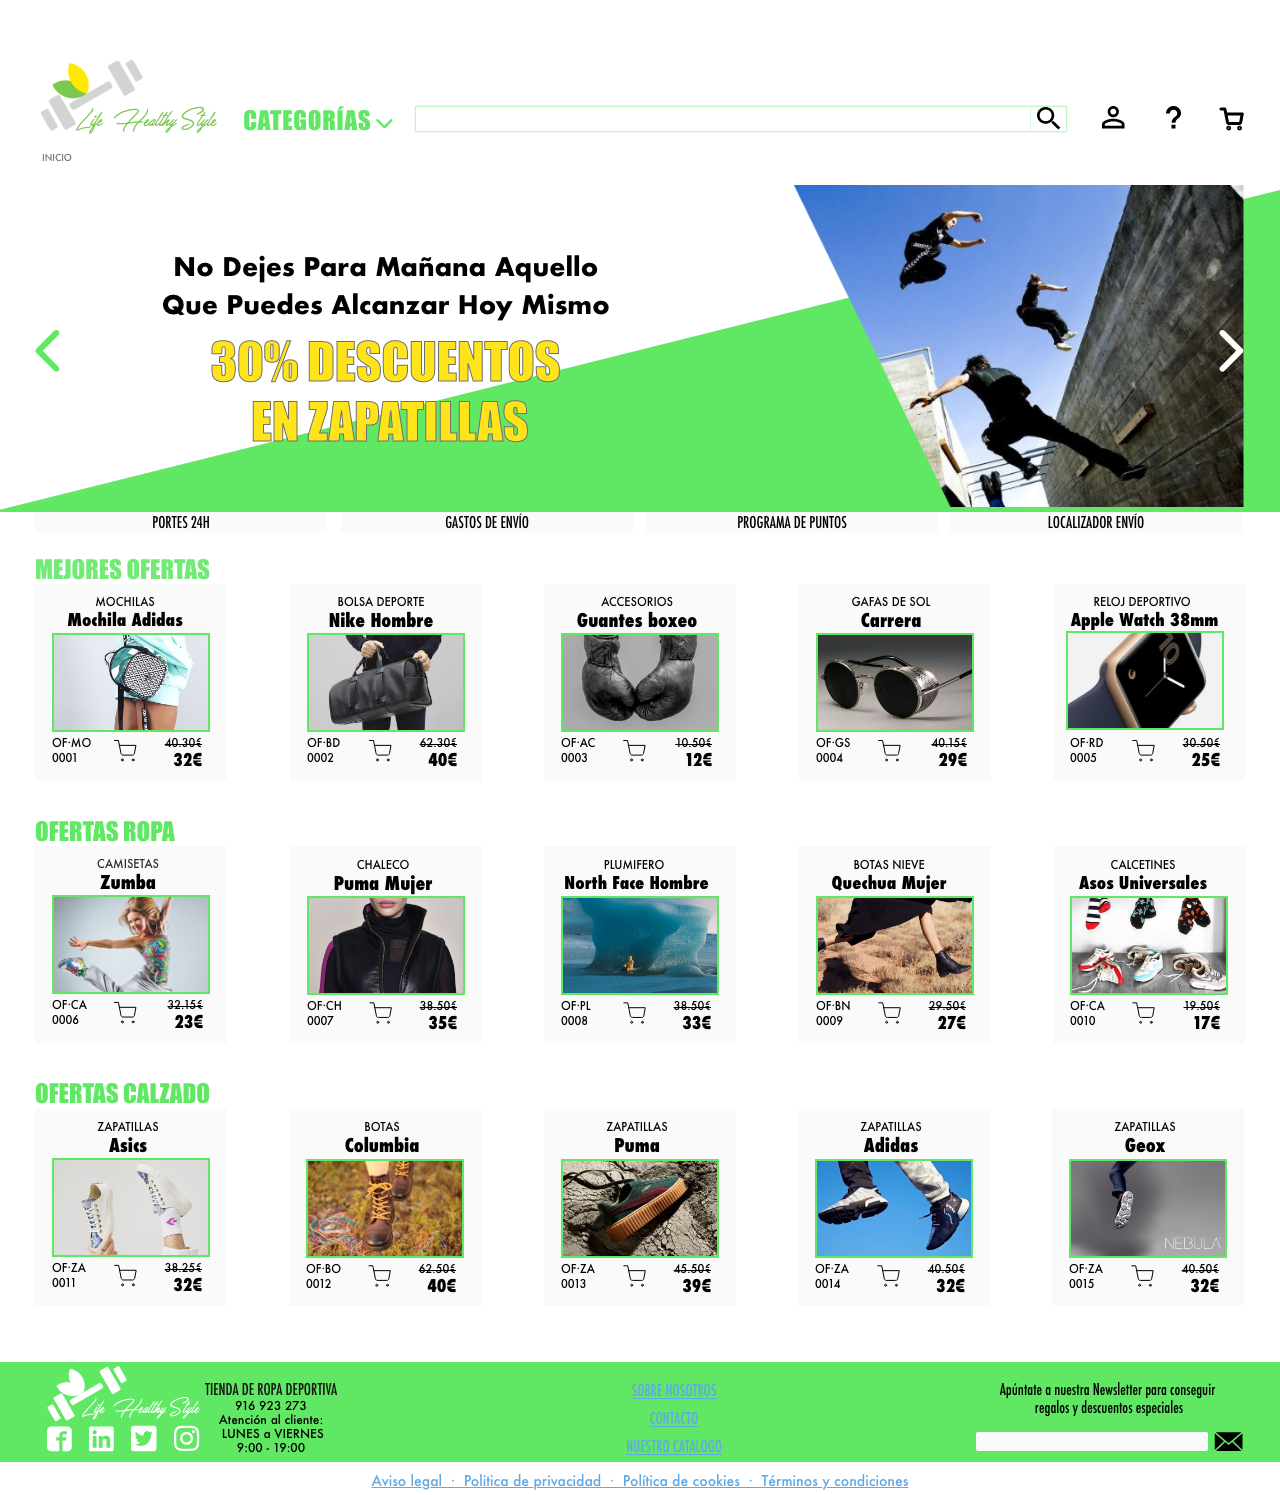 Life Healthy Style
CATEGORÍAS
?
INICIO
No Dejes Para Mañana Aquello
Que Puedes Alcanzar Hoy Mismo
30% DESCUENTOS
EN ZAPATILLAS
PORTES 24H
GASTOS DE ENVÍO
PROGRAMA DE PUNTOS
LOCALIZADOR ENVÍO
MEJORES OFERTAS
MOCHILAS
Mochila Adidas
OF·MO
0001
40.30€
32€
BOLSA DEPORTE
Nike Hombre
OF·BD
0002
62.30€
40€
ACCESORIOS
Guantes boxeo
OF·AC
0003
10.50€
12€
GAFAS DE SOL
Carrera
OF·GS
0004
40.15€
29€
RELOJ DEPORTIVO
Apple Watch 38mm
10
OF·RD
0005
30.50€
25€
OFERTAS ROPA
CAMISETAS
Zumba
OF·CA
0006
32.15€
23€
CHALECO
Puma Mujer
OF·CH
0007
38.50€
35€
PLUMIFERO
North Face Hombre
OF·PL
0008
38.50€
33€
BOTAS NIEVE
Quechua Mujer
OF·BN
0009
29.50€
27€
CALCETINES
Asos Universales
OF·CA
0010
19.50€
17€
OFERTAS CALZADO
ZAPATILLAS
Asics
OF·ZA
0011
38.25€
32€
BOTAS
Columbia
OF·BO
0012
62.50€
40€
ZAPATILLAS
Puma
OF·ZA
0013
45.50€
39€
ZAPATILLAS
Adidas
OF·ZA
0014
40.50€
32€
ZAPATILLAS
Geox
NEBULA
OF·ZA
0015
40.50€
32€
Life Healthy Style
TIENDA DE ROPA DEPORTIVA
916 923 273
Atención al cliente:
LUNES a VIERNES
9:00 - 19:00
SOBRE NOSOTROS
CONTACTO
NUESTRO CATALOGO
Apúntate a nuestra Newsletter para conseguir
regalos y descuentos especiales
Aviso legal · Politica de privacidad · Política de cookies · Términos y condiciones